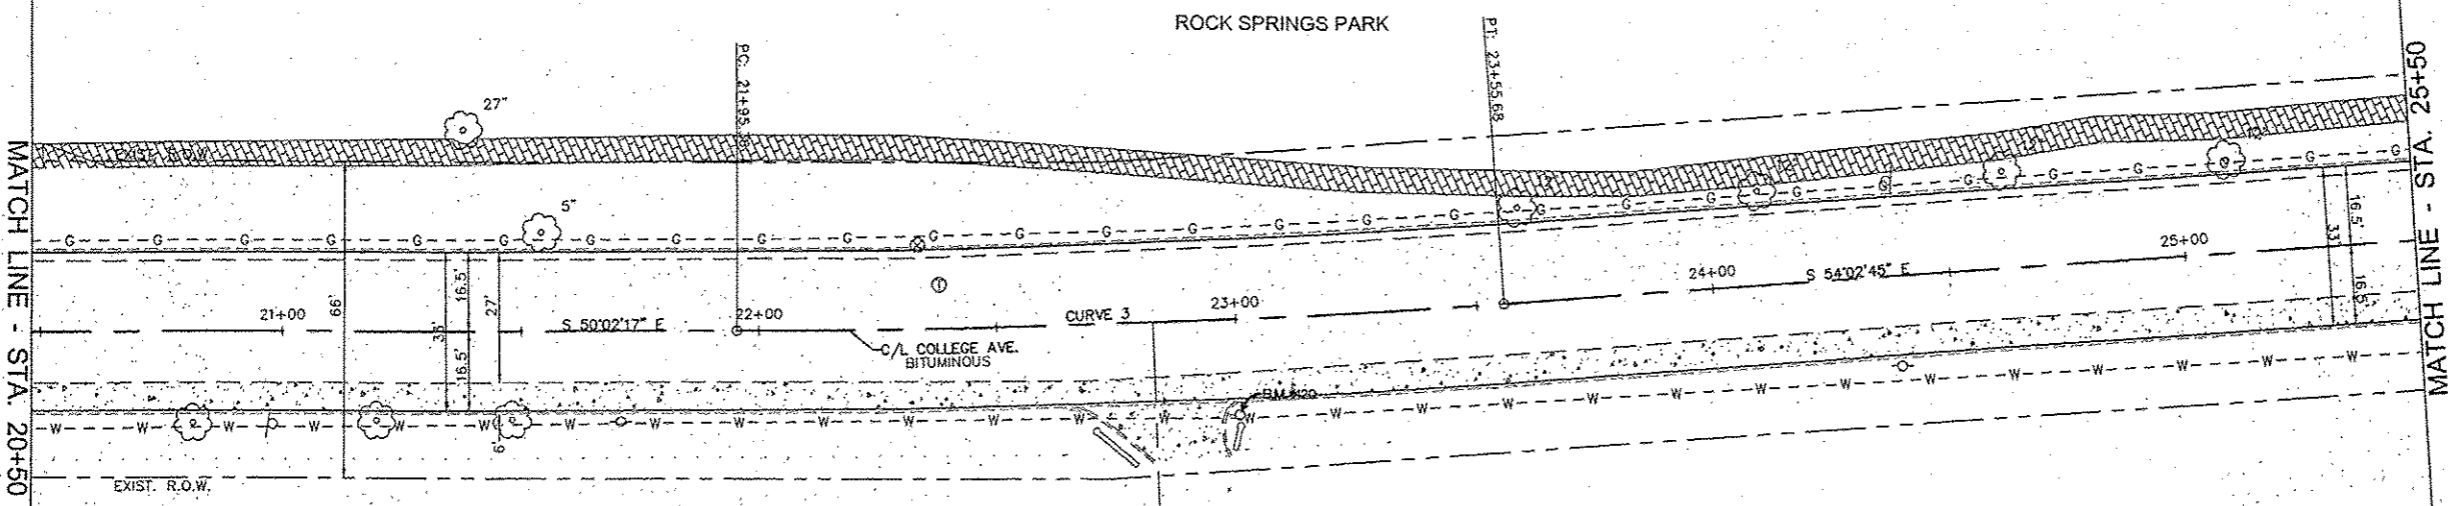 ROCK SPRINGS PARK
MATCH LINE - STA. 20+50
MATCH LINE - STA. 25+50
PC: 21+95
PT: 23+55.68
27"
5"
EXIST. R.O.W.
G G G G G G G G G G G G G G G G G G G G G G G G G G G
21+00
66'
33'
16.5'
16.5'
27'
6'
S 50°02'17" E
22+00
C/L COLLEGE AVE.
BITUMINOUS
CURVE 3
23+00
24+00
S 54°02'45" E
25+00
16.5'
33'
16.5'
W W W W W W W W W W W W W W W W W W W W W W W W W W W
EXIST. R.O.W.